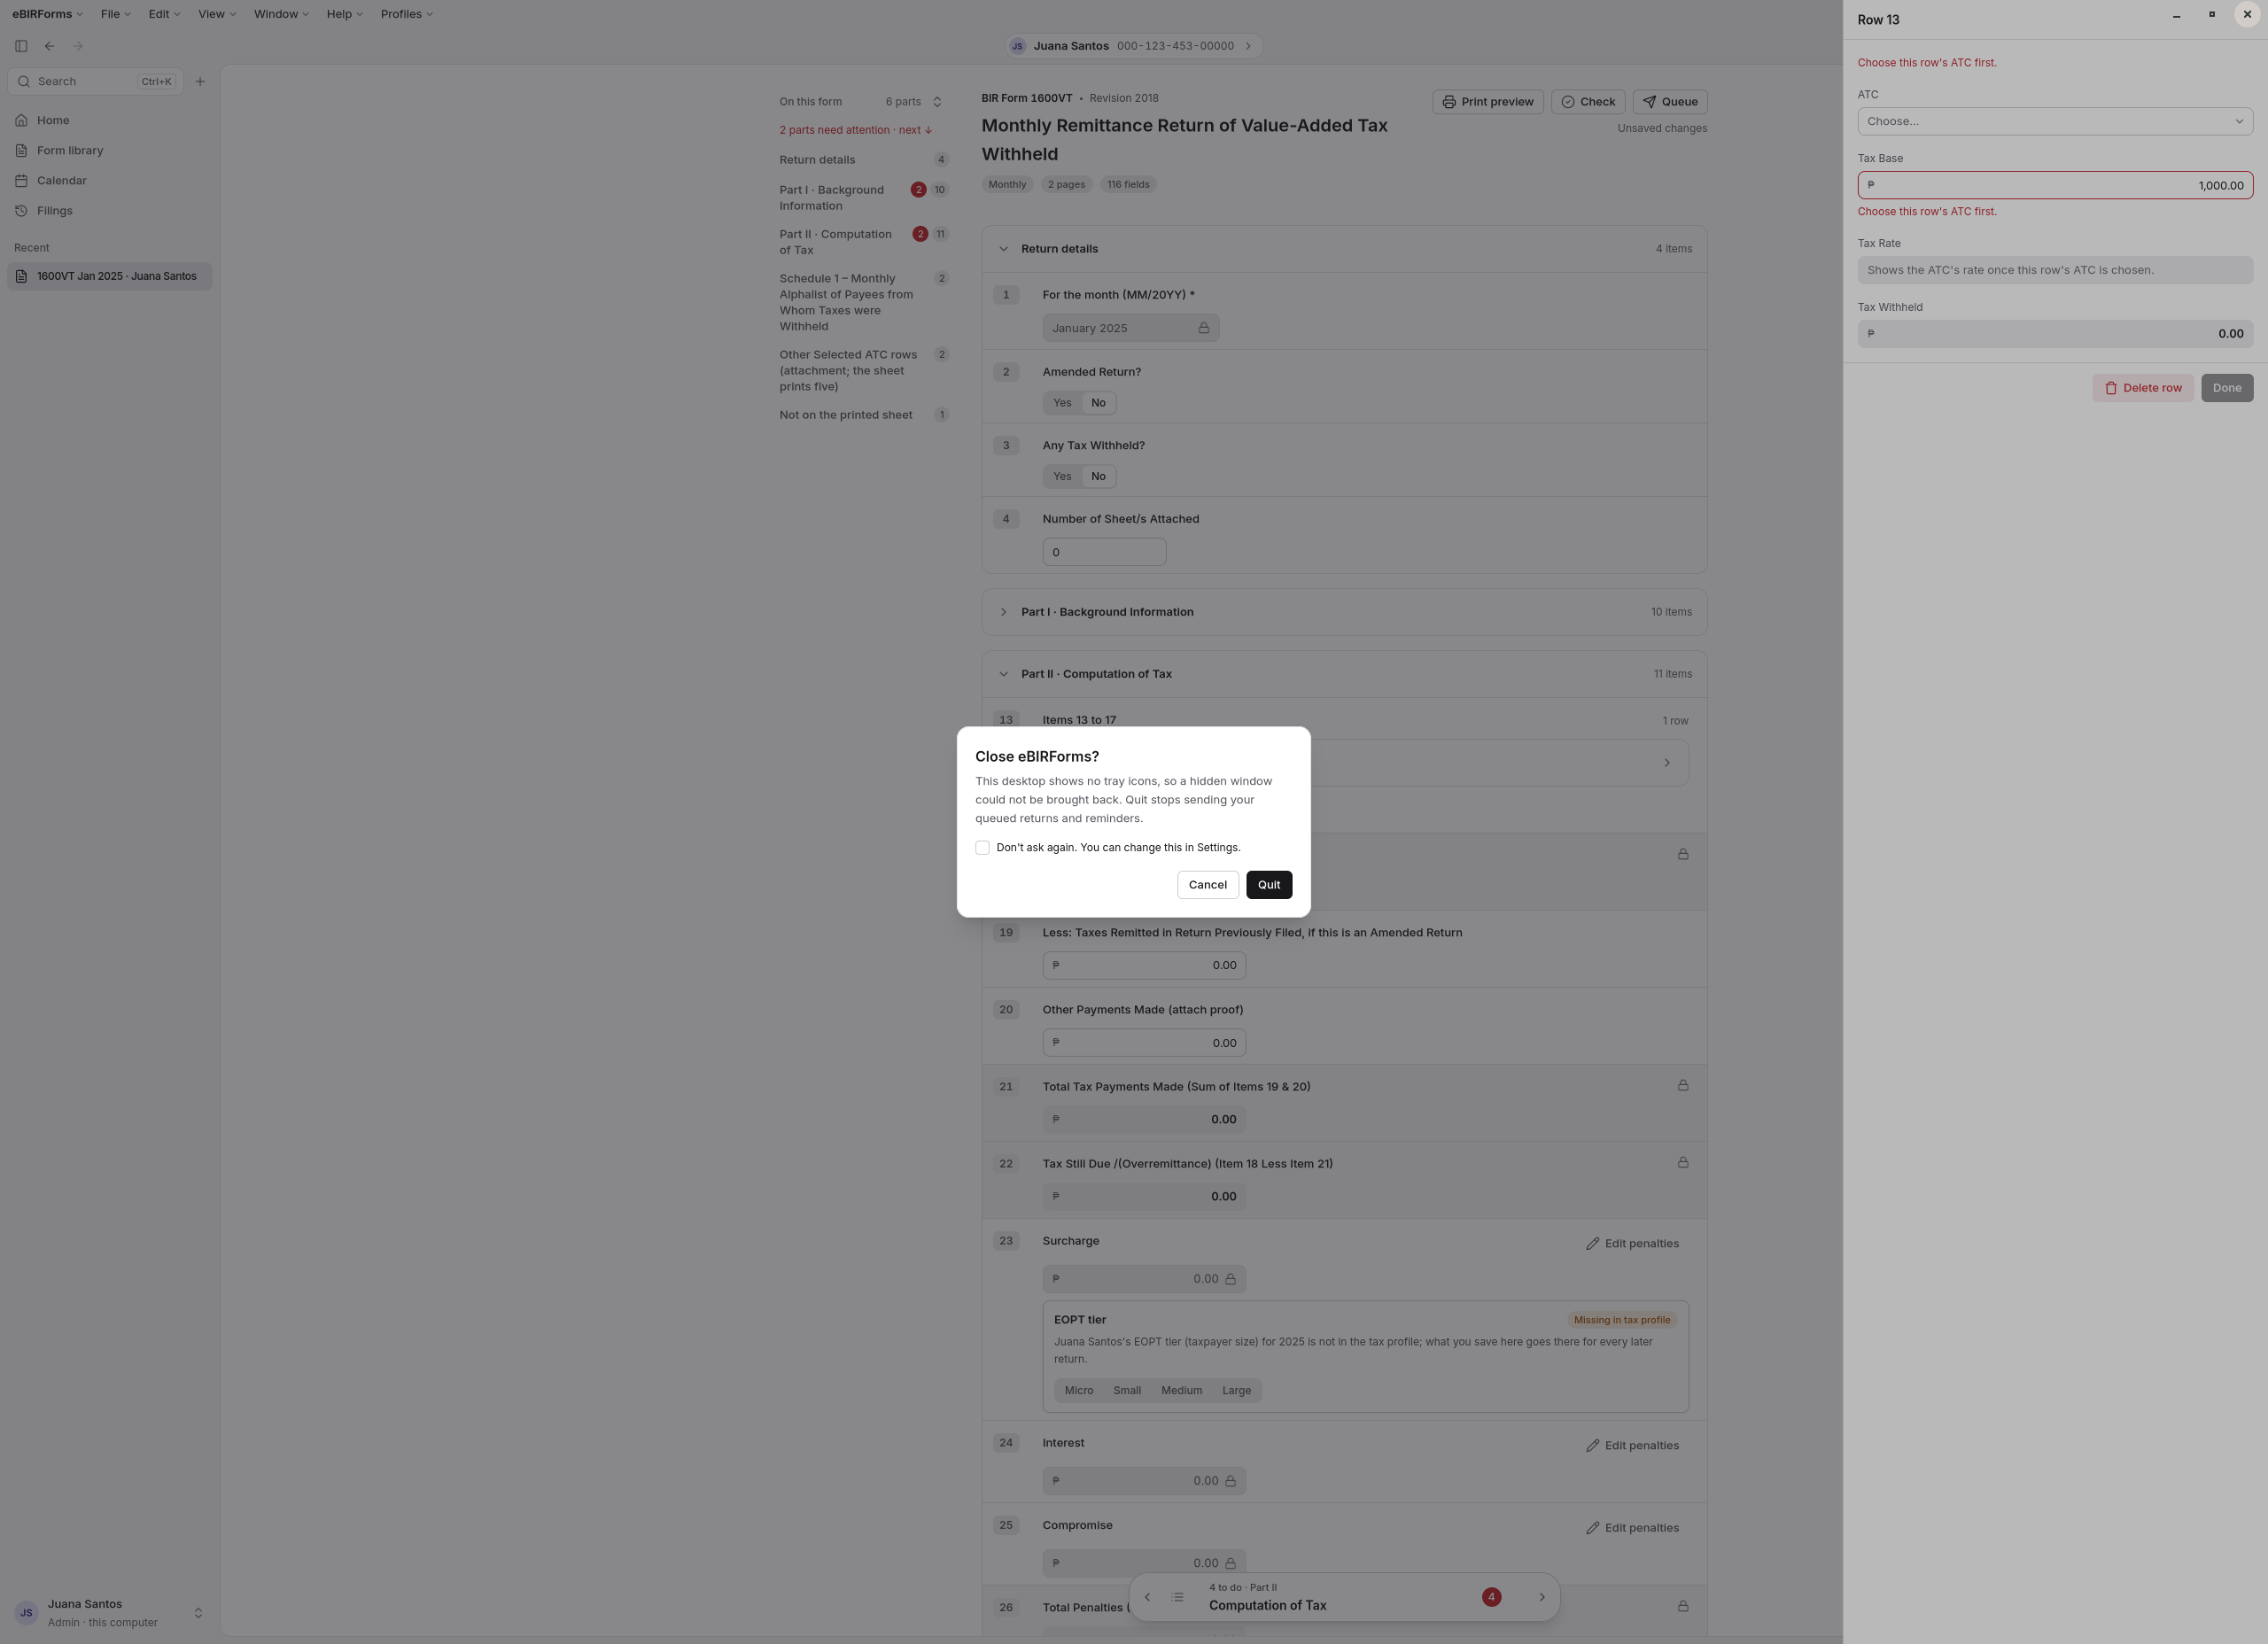 eBIRForms File Edit View Window Help Profiles
JS Juana Santos 000-123-453-00000
Search Ctrl+K
Home
Form library
Calendar
Filings
Recent
1600VT Jan 2025 · Juana Santos
JS Juana Santos
Admin · this computer
On this form 6 parts
2 parts need attention · next ↓
Return details 4
Part I · Background 2 10
Information
Part II · Computation 2 11
of Tax
Schedule 1 – Monthly 2
Alphalist of Payees from
Whom Taxes were
Withheld
Other Selected ATC rows 2
(attachment; the sheet
prints five)
Not on the printed sheet 1
BIR Form 1600VT • Revision 2018
Print preview Check Queue
Monthly Remittance Return of Value-Added Tax
Withheld
Unsaved changes
Monthly 2 pages 116 fields
Return details 4 items
1 For the month (MM/20YY) *
January 2025
2 Amended Return?
Yes No
3 Any Tax Withheld?
Yes No
4 Number of Sheet/s Attached
0
Part I · Background Information 10 items
Part II · Computation of Tax 11 items
13 Items 13 to 17 1 row
Close eBIRForms?
This desktop shows no tray icons, so a hidden window
could not be brought back. Quit stops sending your
queued returns and reminders.
Don't ask again. You can change this in Settings.
Cancel Quit
19 Less: Taxes Remitted in Return Previously Filed, if this is an Amended Return
₱ 0.00
20 Other Payments Made (attach proof)
₱ 0.00
21 Total Tax Payments Made (Sum of Items 19 & 20)
₱ 0.00
22 Tax Still Due /(Overremittance) (Item 18 Less Item 21)
₱ 0.00
23 Surcharge Edit penalties
₱ 0.00
EOPT tier Missing in tax profile
Juana Santos's EOPT tier (taxpayer size) for 2025 is not in the tax profile; what you save here goes there for every later
return.
Micro Small Medium Large
24 Interest Edit penalties
₱ 0.00
25 Compromise Edit penalties
₱ 0.00
26 Total Penalties (
4 to do · Part II
Computation of Tax 4
Row 13
Choose this row's ATC first.
ATC
Choose...
Tax Base
₱ 1,000.00
Choose this row's ATC first.
Tax Rate
Shows the ATC's rate once this row's ATC is chosen.
Tax Withheld
₱ 0.00
Delete row Done